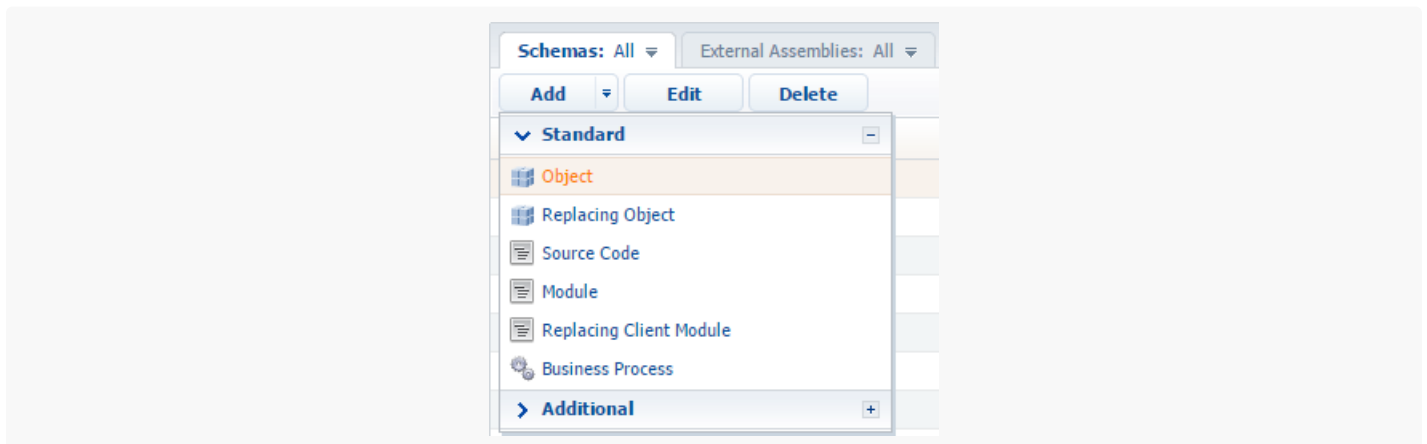 Schemas: All External Assemblies: All
Add Edit Delete
Standard
Object
Replacing Object
Source Code
Module
Replacing Client Module
Business Process
Additional